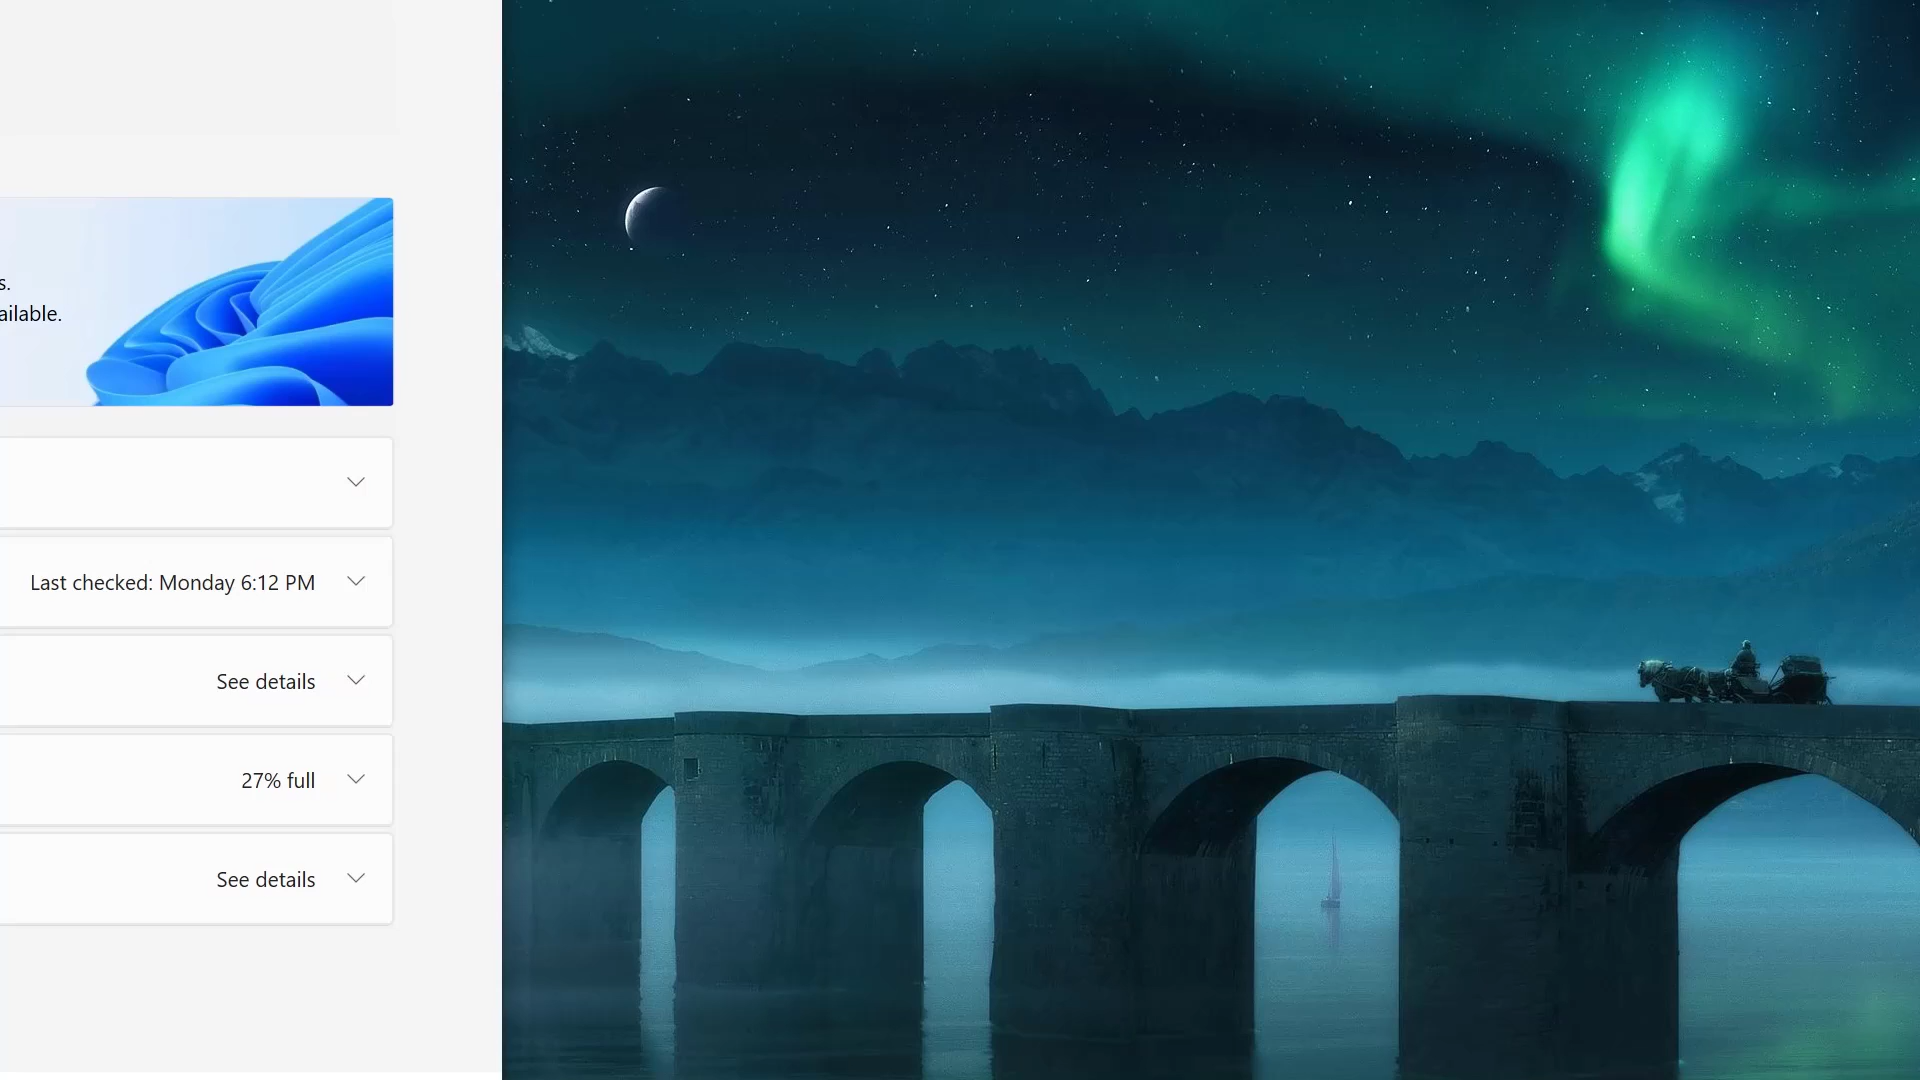 s.
ailable.
Last checked: Monday 6:12 PM
See details
27% full
See details